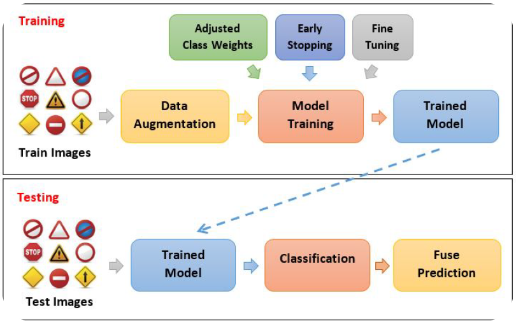 Training
Adjusted
Class Weights
Early
Stopping
Fine
Tuning
STOP
Train Images
Data
Augmentation
Model
Training
Trained
Model
Testing
STOP
Test Images
Trained
Model
Classification
Fuse
Prediction